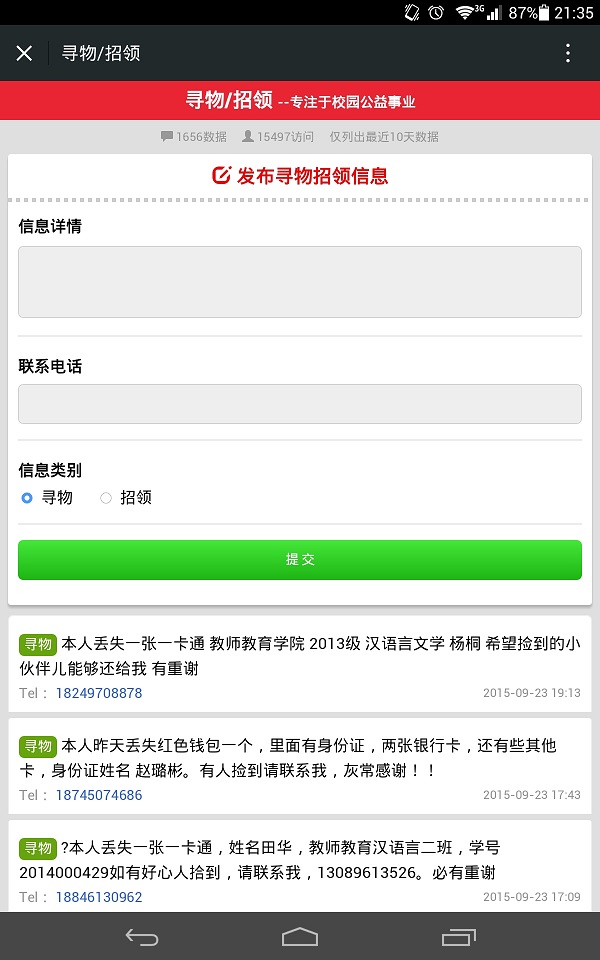 3G 87% 21:35
寻物/招领
寻物/招领 --专注于校园公益事业
1656数据 15497访问 仅列出最近10天数据
发布寻物招领信息
信息详情
联系电话
信息类别
寻物 招领
提交
寻物 本人丢失一张一卡通 教师教育学院 2013级 汉语言文学 杨桐 希望捡到的小
伙伴儿能够还给我 有重谢
Tel： 18249708878 2015-09-23 19:13
寻物 本人昨天丢失红色钱包一个，里面有身份证，两张银行卡，还有些其他
卡，身份证姓名 赵璐彬。有人捡到请联系我，灰常感谢！！
Tel： 18745074686 2015-09-23 17:43
寻物 ?本人丢失一张一卡通，姓名田华，教师教育汉语言二班，学号
2014000429如有好心人拾到，请联系我，13089613526。必有重谢
Tel： 18846130962 2015-09-23 17:09